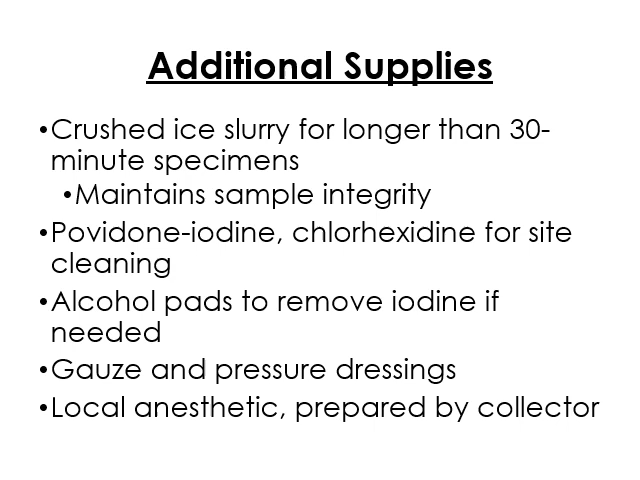 Additional Supplies
•Crushed ice slurry for longer than 30-
minute specimens
•Maintains sample integrity
•Povidone-iodine, chlorhexidine for site
cleaning
•Alcohol pads to remove iodine if
needed
•Gauze and pressure dressings
•Local anesthetic, prepared by collector